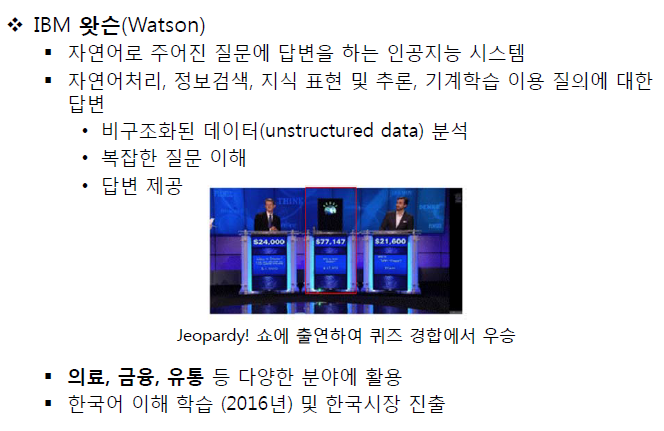 ❖ IBM 왓슨(Watson)
▪ 자연어로 주어진 질문에 답변을 하는 인공지능 시스템
▪ 자연어처리, 정보검색, 지식 표현 및 추론, 기계학습 이용 질의에 대한
답변
• 비구조화된 데이터(unstructured data) 분석
• 복잡한 질문 이해
• 답변 제공
THINK
$24,000
$77,147
$21,600
Jeopardy! 쇼에 출연하여 퀴즈 경합에서 우승
▪ 의료, 금융, 유통 등 다양한 분야에 활용
▪ 한국어 이해 학습 (2016년) 및 한국시장 진출